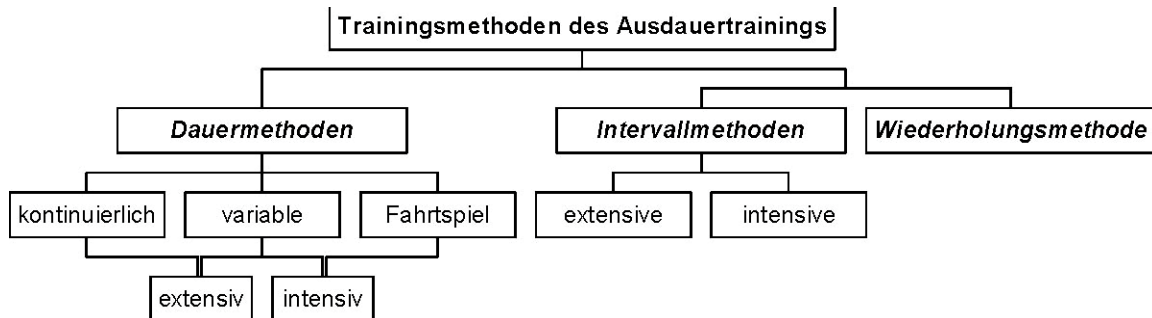 Trainingsmethoden des Ausdauertrainings
Dauermethoden
Intervallmethoden
Wiederholungsmethode
kontinuierlich
variable
Fahrtspiel
extensive
intensive
extensiv
intensiv